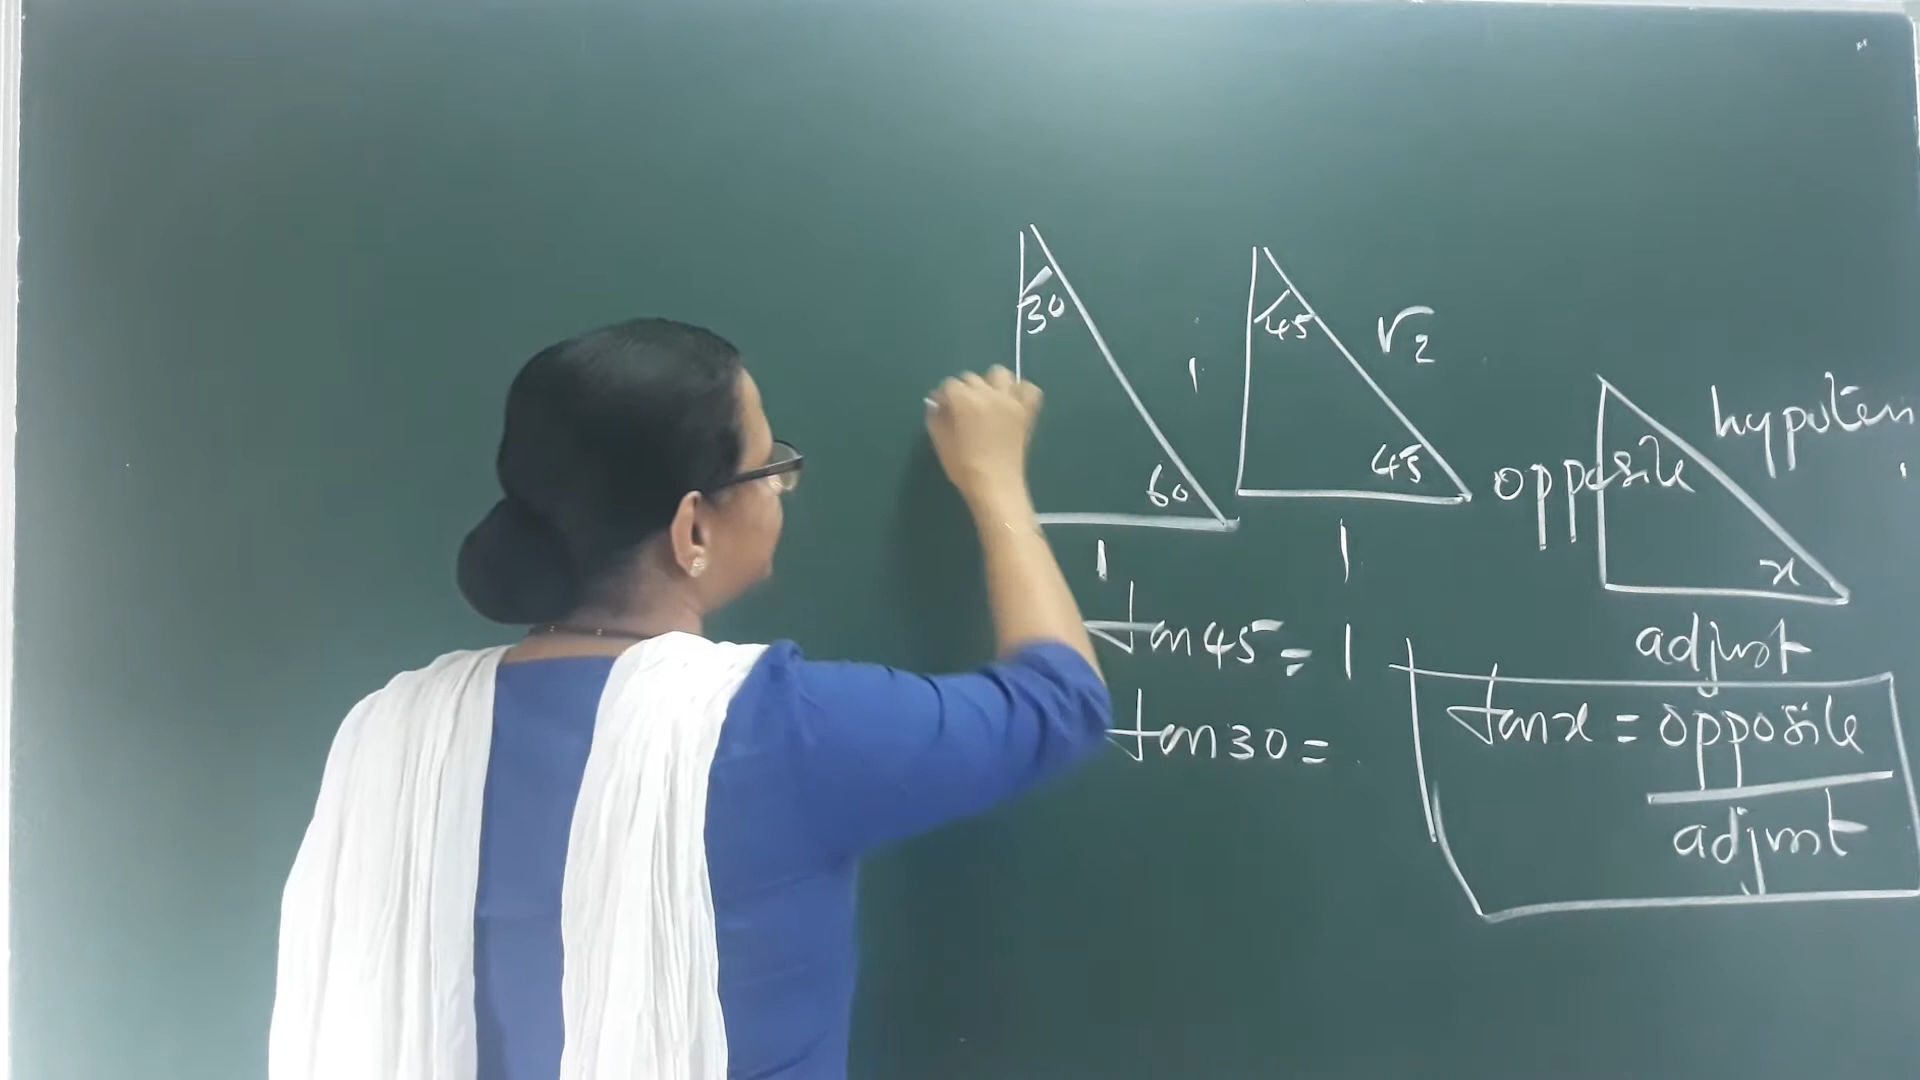 30
60
1
45
√2
1
45
1
hypoten
opposite
x
adjust
tan45 = 1
tan30 =
tanx = opposite
adjust